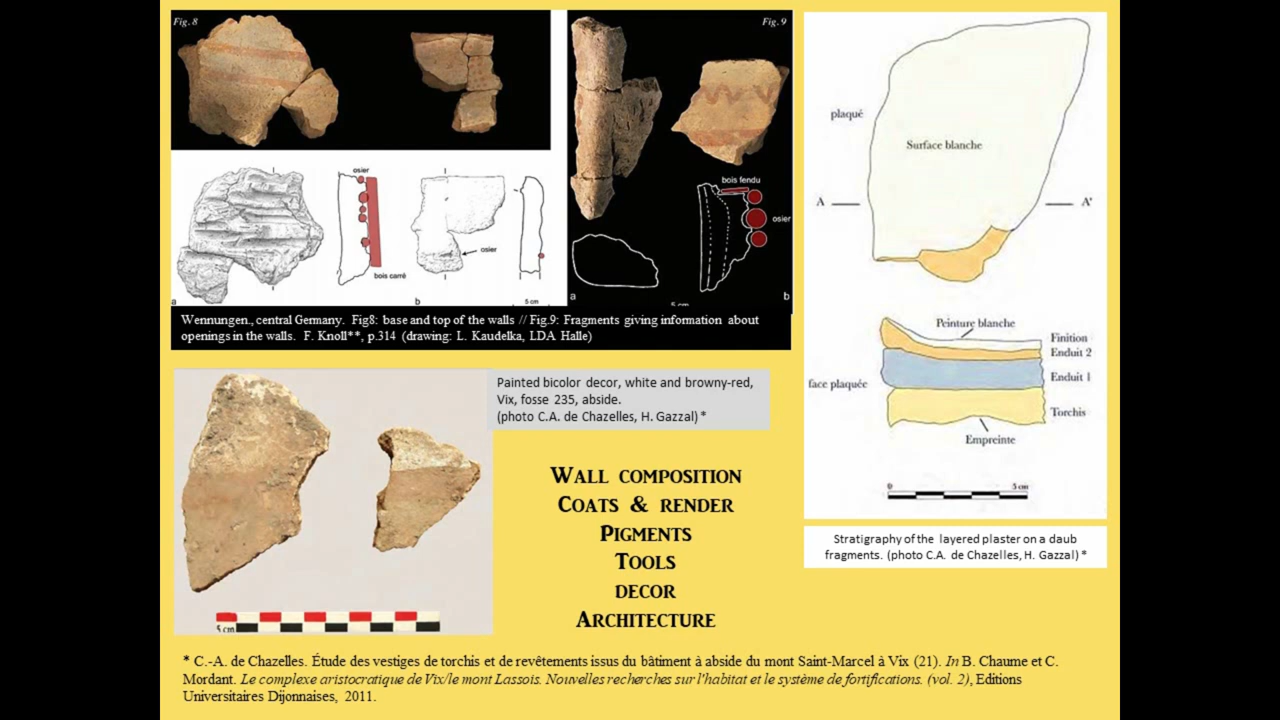 Fig. 8
Fig. 9
osier
bois carré
osier
a
b
5 cm
bois fendu
osier
a
b
5 cm
Wennungen., central Germany. Fig8: base and top of the walls // Fig.9: Fragments giving information about
openings in the walls. F. Knoll**, p.314 (drawing: L. Kaudelka, LDA Halle)
plaqué
Surface blanche
A
A'
Peinture blanche
Finition
Enduit 2
Enduit 1
face plaquée
Torchis
Empreinte
0
5 cm
Stratigraphy of the layered plaster on a daub
fragments. (photo C.A. de Chazelles, H. Gazzal) *
Painted bicolor decor, white and browny-red,
Vix, fosse 235, abside.
(photo C.A. de Chazelles, H. Gazzal) *
5 cm
Wall composition
Coats & render
Pigments
Tools
decor
Architecture
* C.-A. de Chazelles. Étude des vestiges de torchis et de revêtements issus du bâtiment à abside du mont Saint-Marcel à Vix (21). In B. Chaume et C.
Mordant. Le complexe aristocratique de Vix/le mont Lassois. Nouvelles recherches sur l'habitat et le système de fortifications. (vol. 2), Editions
Universitaires Dijonnaises, 2011.